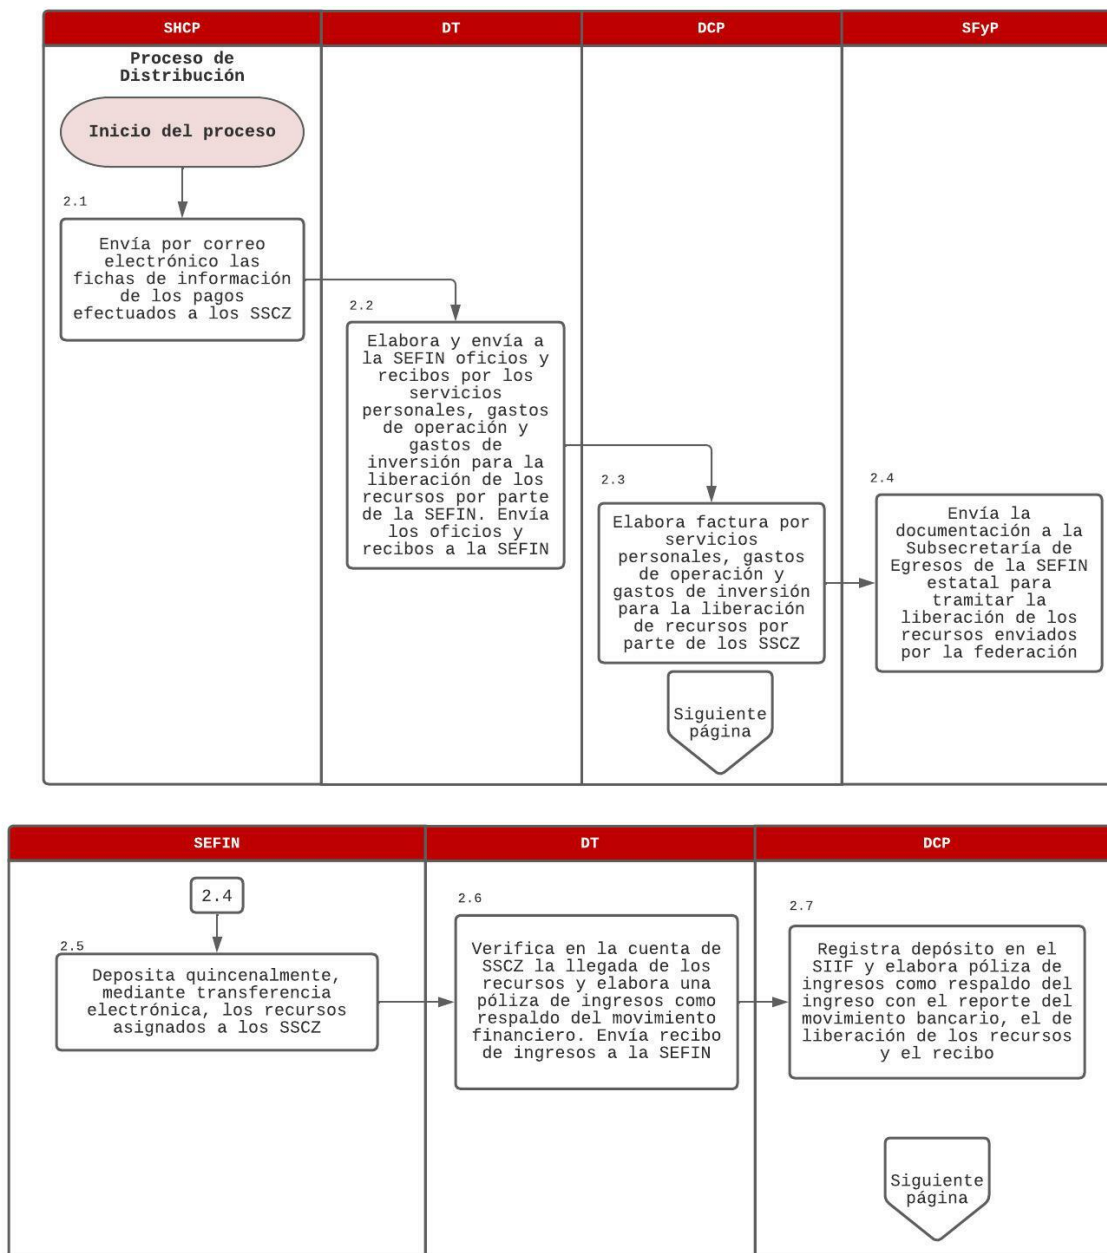 SHCP
DT
DCP
SFyP
Proceso de
Distribución
Inicio del proceso
2.1
Envía por correo
electrónico las
fichas de información
de los pagos
efectuados a los SSCZ
2.2
Elabora y envía a
la SEFIN oficios y
recibos por los
servicios
personales, gastos
de operación y
gastos de
inversión para la
liberación de los
recursos por parte
de la SEFIN. Envía
los oficios y
recibos a la SEFIN
2.3
Elabora factura por
servicios
personales, gastos
de operación y
gastos de inversión
para la liberación
de recursos por
parte de los SSCZ
Siguiente
página
2.4
Envía la
documentación a la
Subsecretaría de
Egresos de la SEFIN
estatal para
tramitar la
liberación de los
recursos enviados
por la federación
SEFIN
DT
DCP
2.4
2.5
Deposita quincenalmente,
mediante transferencia
electrónica, los recursos
asignados a los SSCZ
2.6
Verifica en la cuenta de
SSCZ la llegada de los
recursos y elabora una
póliza de ingresos como
respaldo del movimiento
financiero. Envía recibo
de ingresos a la SEFIN
2.7
Registra depósito en el
SIIF y elabora póliza de
ingresos como respaldo del
ingreso con el reporte del
movimiento bancario, el de
liberación de los recursos
y el recibo
Siguiente
página